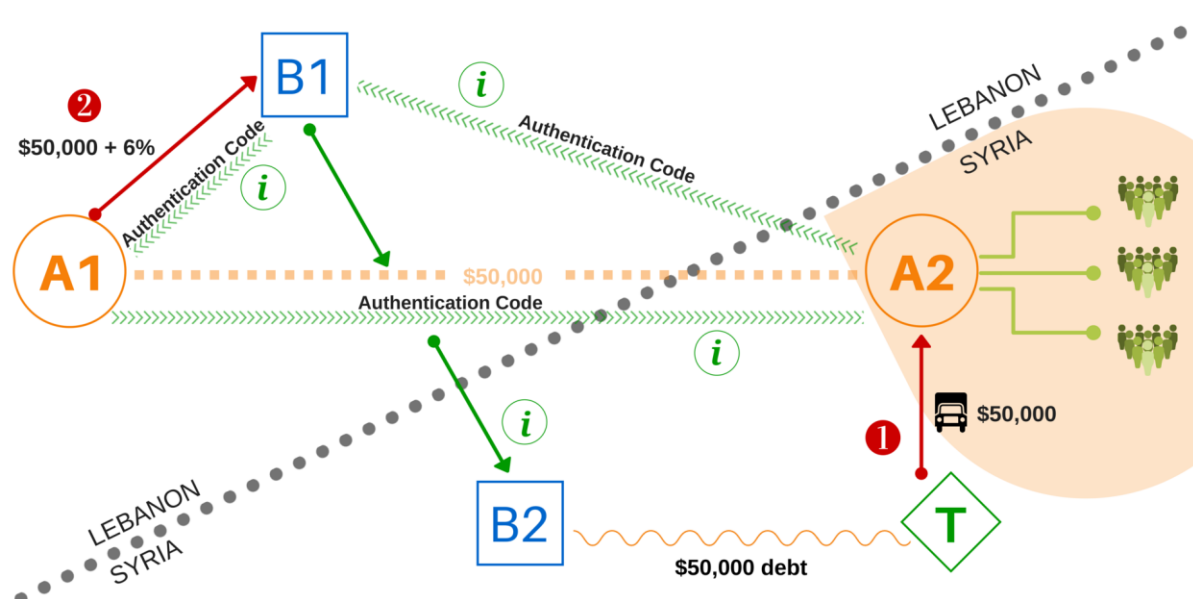 B1
i
2
$50,000 + 6%
Authentication Code
i
Authentication Code
LEBANON
SYRIA
A1
$50,000
A2
Authentication Code
i
1
$50,000
i
LEBANON
SYRIA
B2
T
$50,000 debt